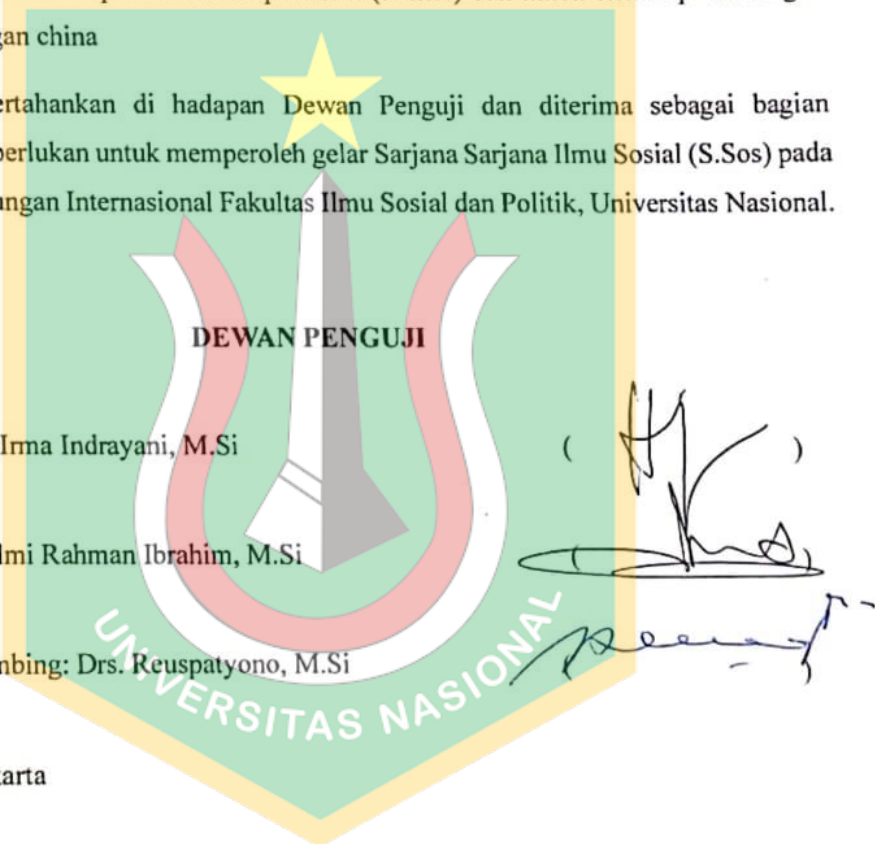 gan china
ertahankan di hadapan Dewan Penguji dan diterima sebagai bagian
perlukan untuk memperoleh gelar Sarjana Sarjana Ilmu Sosial (S.Sos) pada
ungan Internasional Fakultas Ilmu Sosial dan Politik, Universitas Nasional.
DEWAN PENGUJI
Irma Indrayani, M.Si ( )
lmi Rahman Ibrahim, M.Si ( )
mbing: Drs. Reuspatyono, M.Si )
UNIVERSITAS NASIONAL
karta